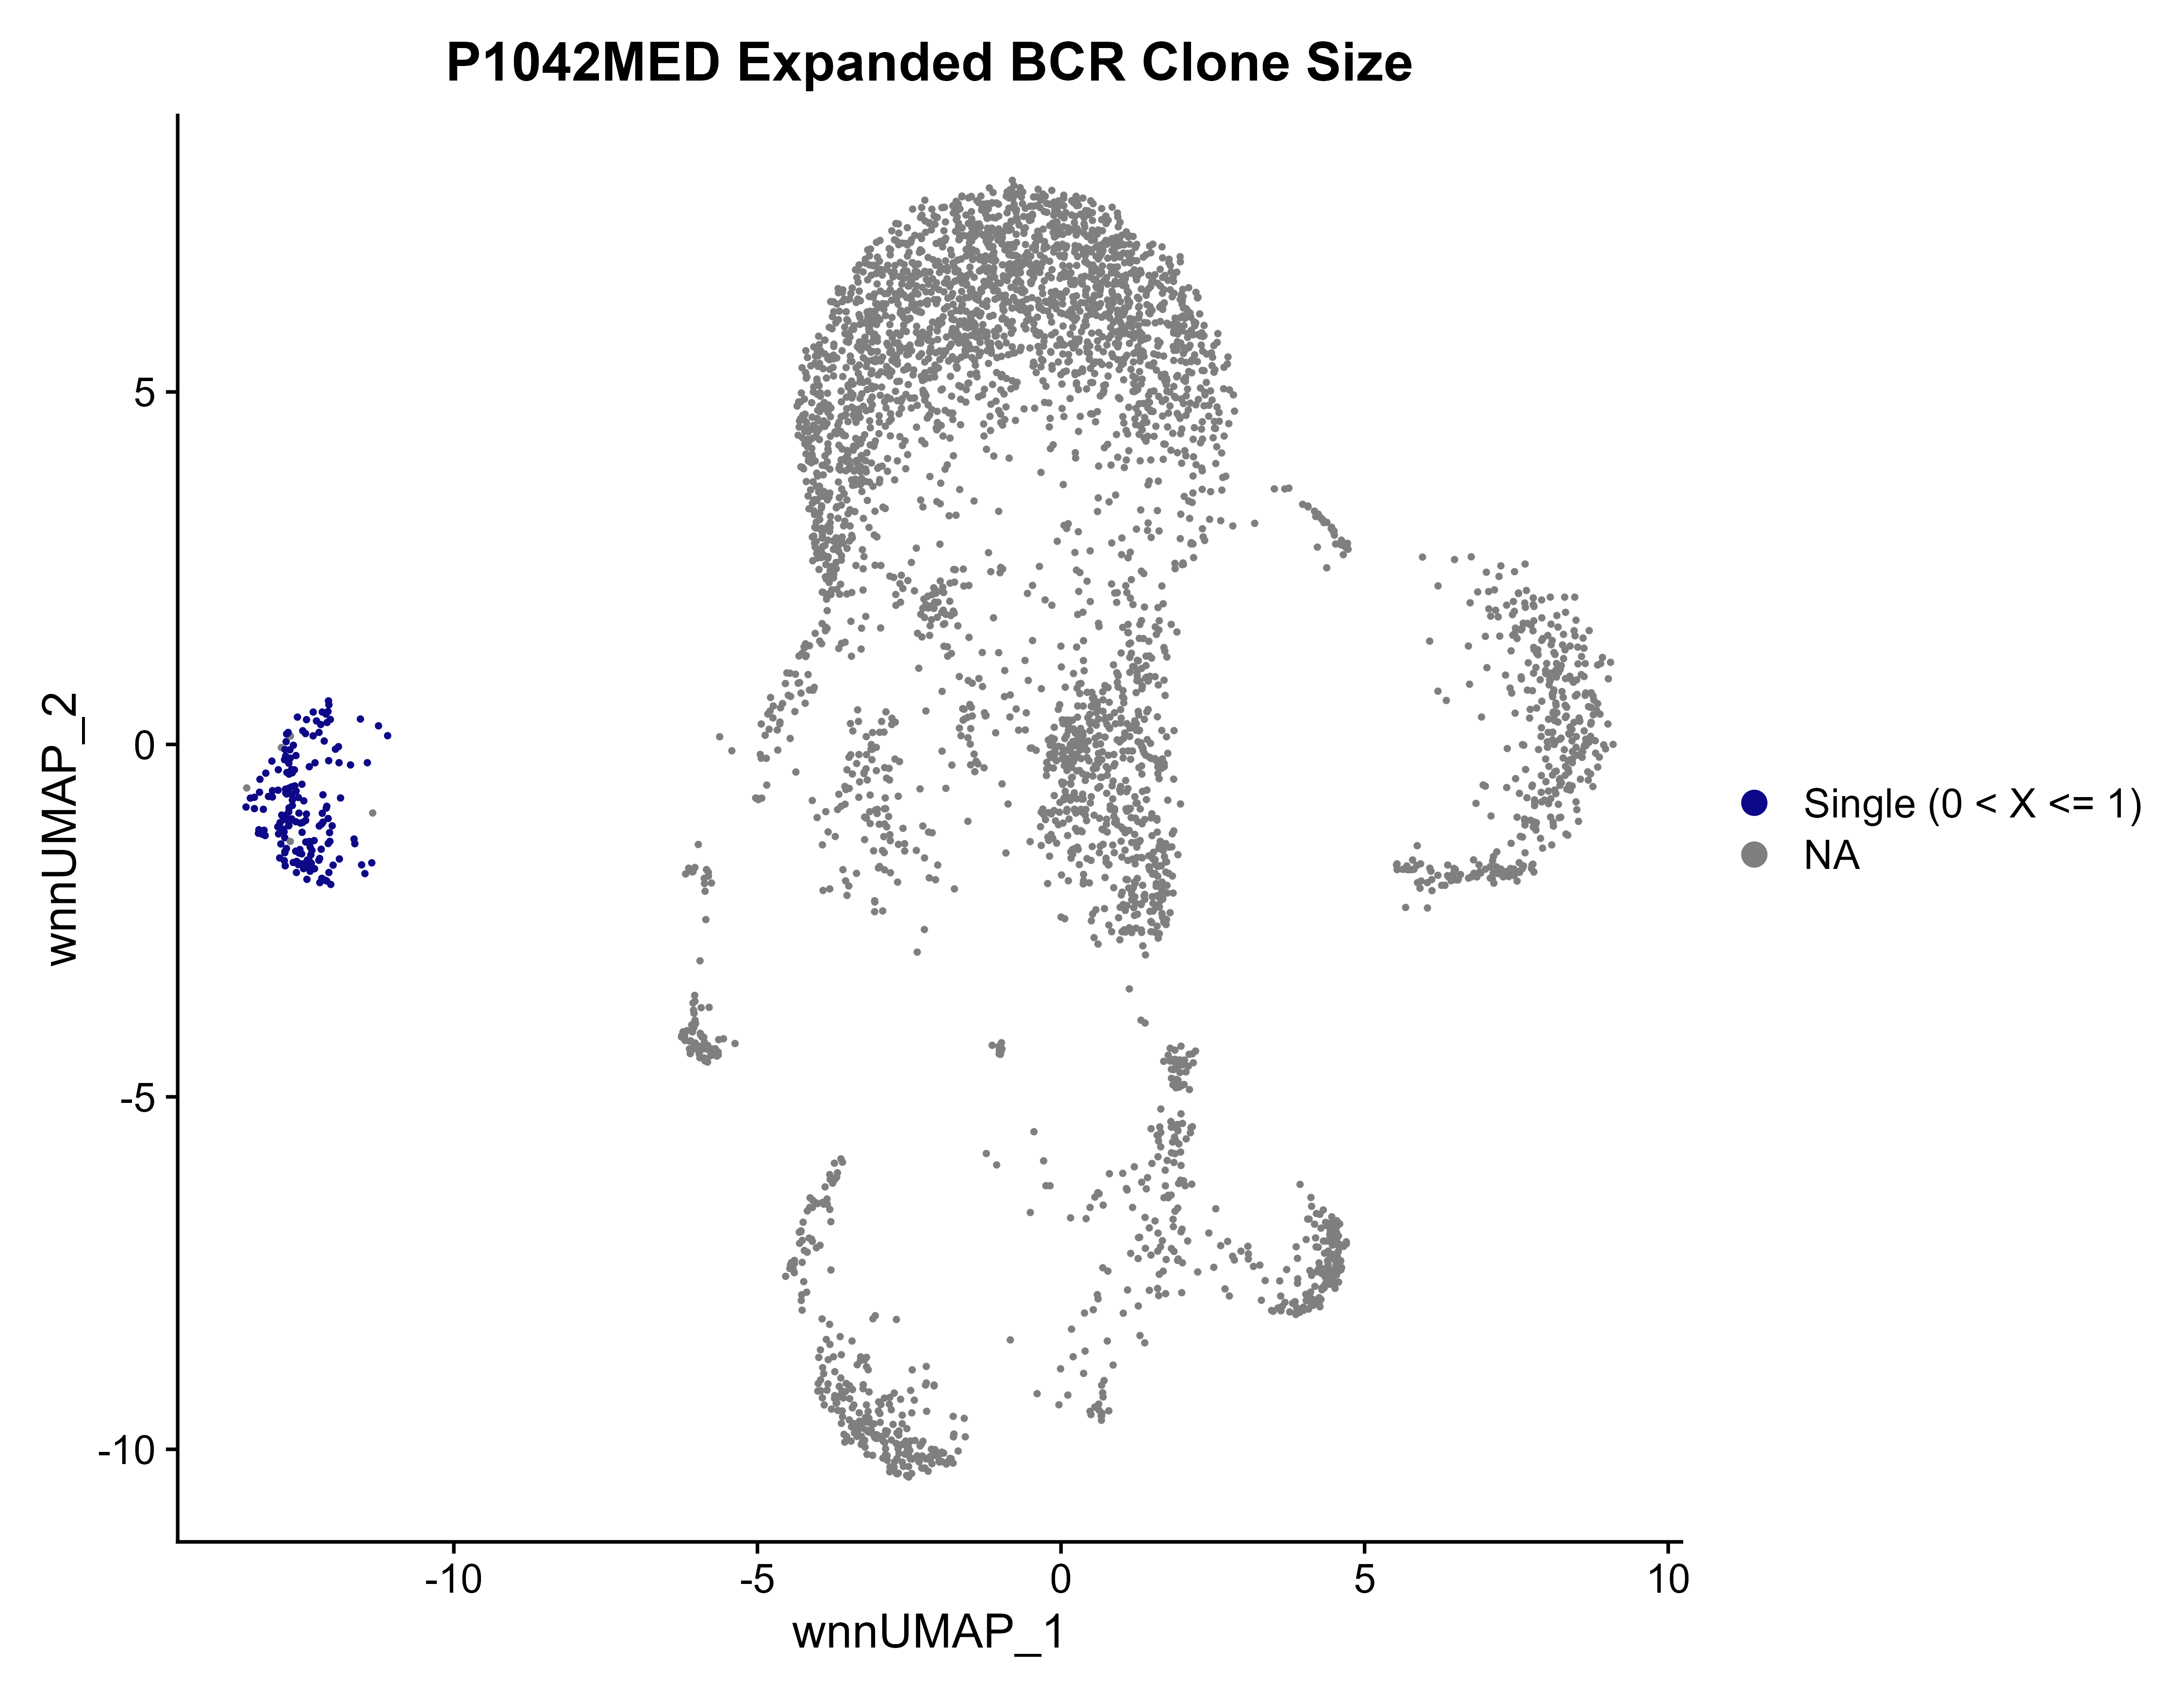 P1042MED Expanded BCR Clone Size
wnnUMAP_2
5
0
-5
-10
-10
-5
0
5
10
wnnUMAP_1
Single (0 < X <= 1)
NA